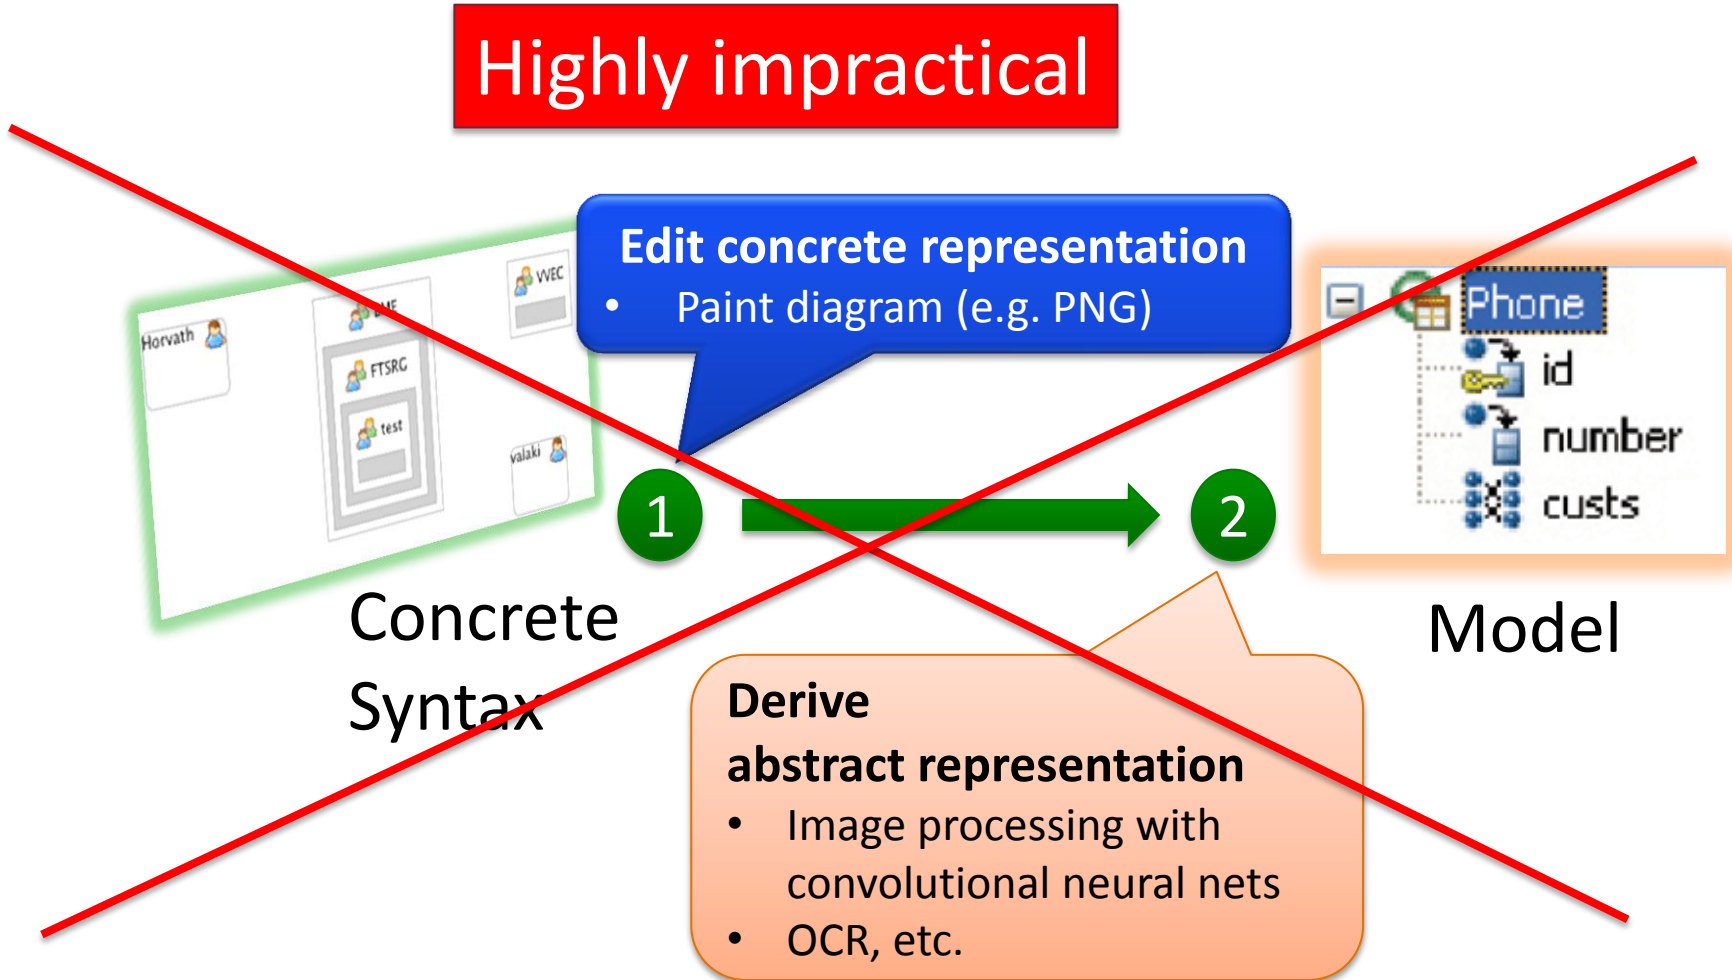 Highly impractical
Edit concrete representation
• Paint diagram (e.g. PNG)
Horvath
FTSRG
test
VVEC
valaki
1
2
Phone
id
number
custs
Concrete
Syntax
Model
Derive
abstract representation
• Image processing with
convolutional neural nets
• OCR, etc.